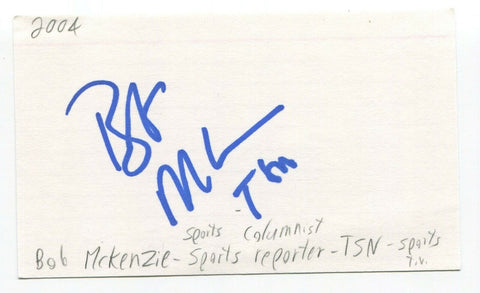 2004
Bob
McK
TSN
Sports Columnist
Bob McKenzie - Sports reporter - TSN - sports
T.V.